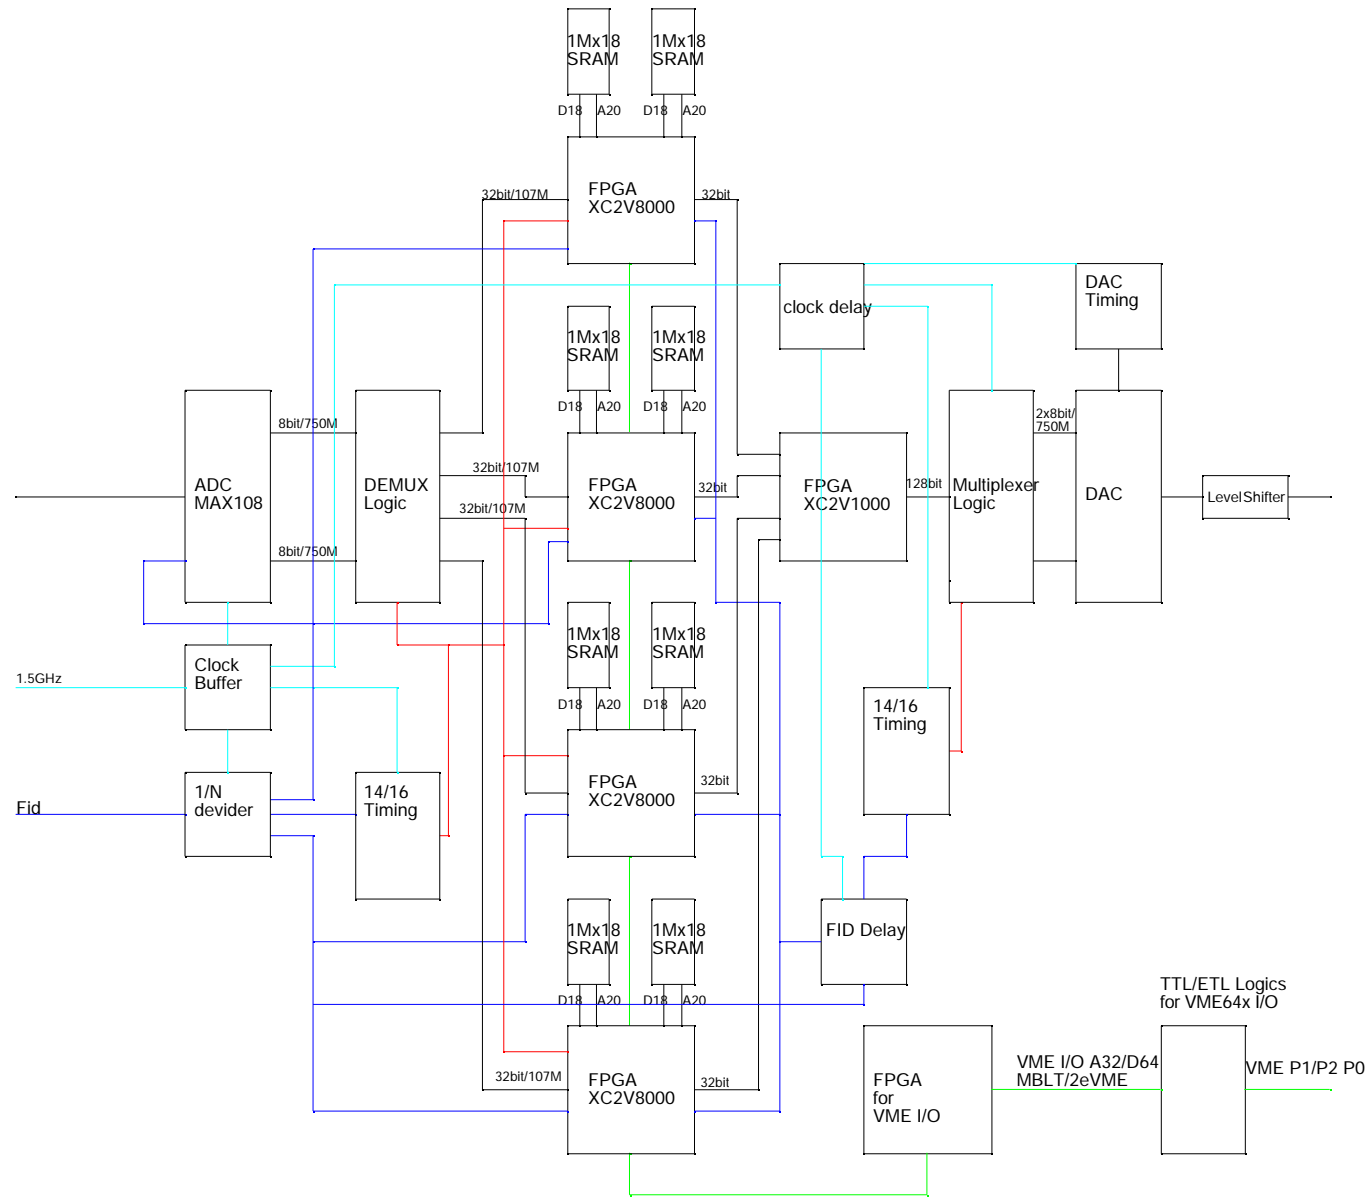 1Mx18
SRAM
1Mx18
SRAM
D18
A20
D18
A20
32bit/107M
FPGA
XC2V8000
32bit
clock delay
DAC
Timing
1Mx18
SRAM
1Mx18
SRAM
D18
A20
D18
A20
8bit/750M
2x8bit/
750M
ADC
MAX108
DEMUX
Logic
32bit/107M
FPGA
XC2V8000
32bit
FPGA
XC2V1000
128bit
Multiplexer
Logic
DAC
Level Shifter
32bit/107M
8bit/750M
1Mx18
SRAM
1Mx18
SRAM
Clock
Buffer
1.5GHz
D18
A20
D18
A20
14/16
Timing
1/N
devider
14/16
Timing
FPGA
XC2V8000
32bit
Fid
1Mx18
SRAM
1Mx18
SRAM
FID Delay
TTL/ETL Logics
for VME64x I/O
D18
A20
D18
A20
32bit/107M
FPGA
XC2V8000
32bit
FPGA
for
VME I/O
VME I/O A32/D64
MBLT/2eVME
VME P1/P2 P0